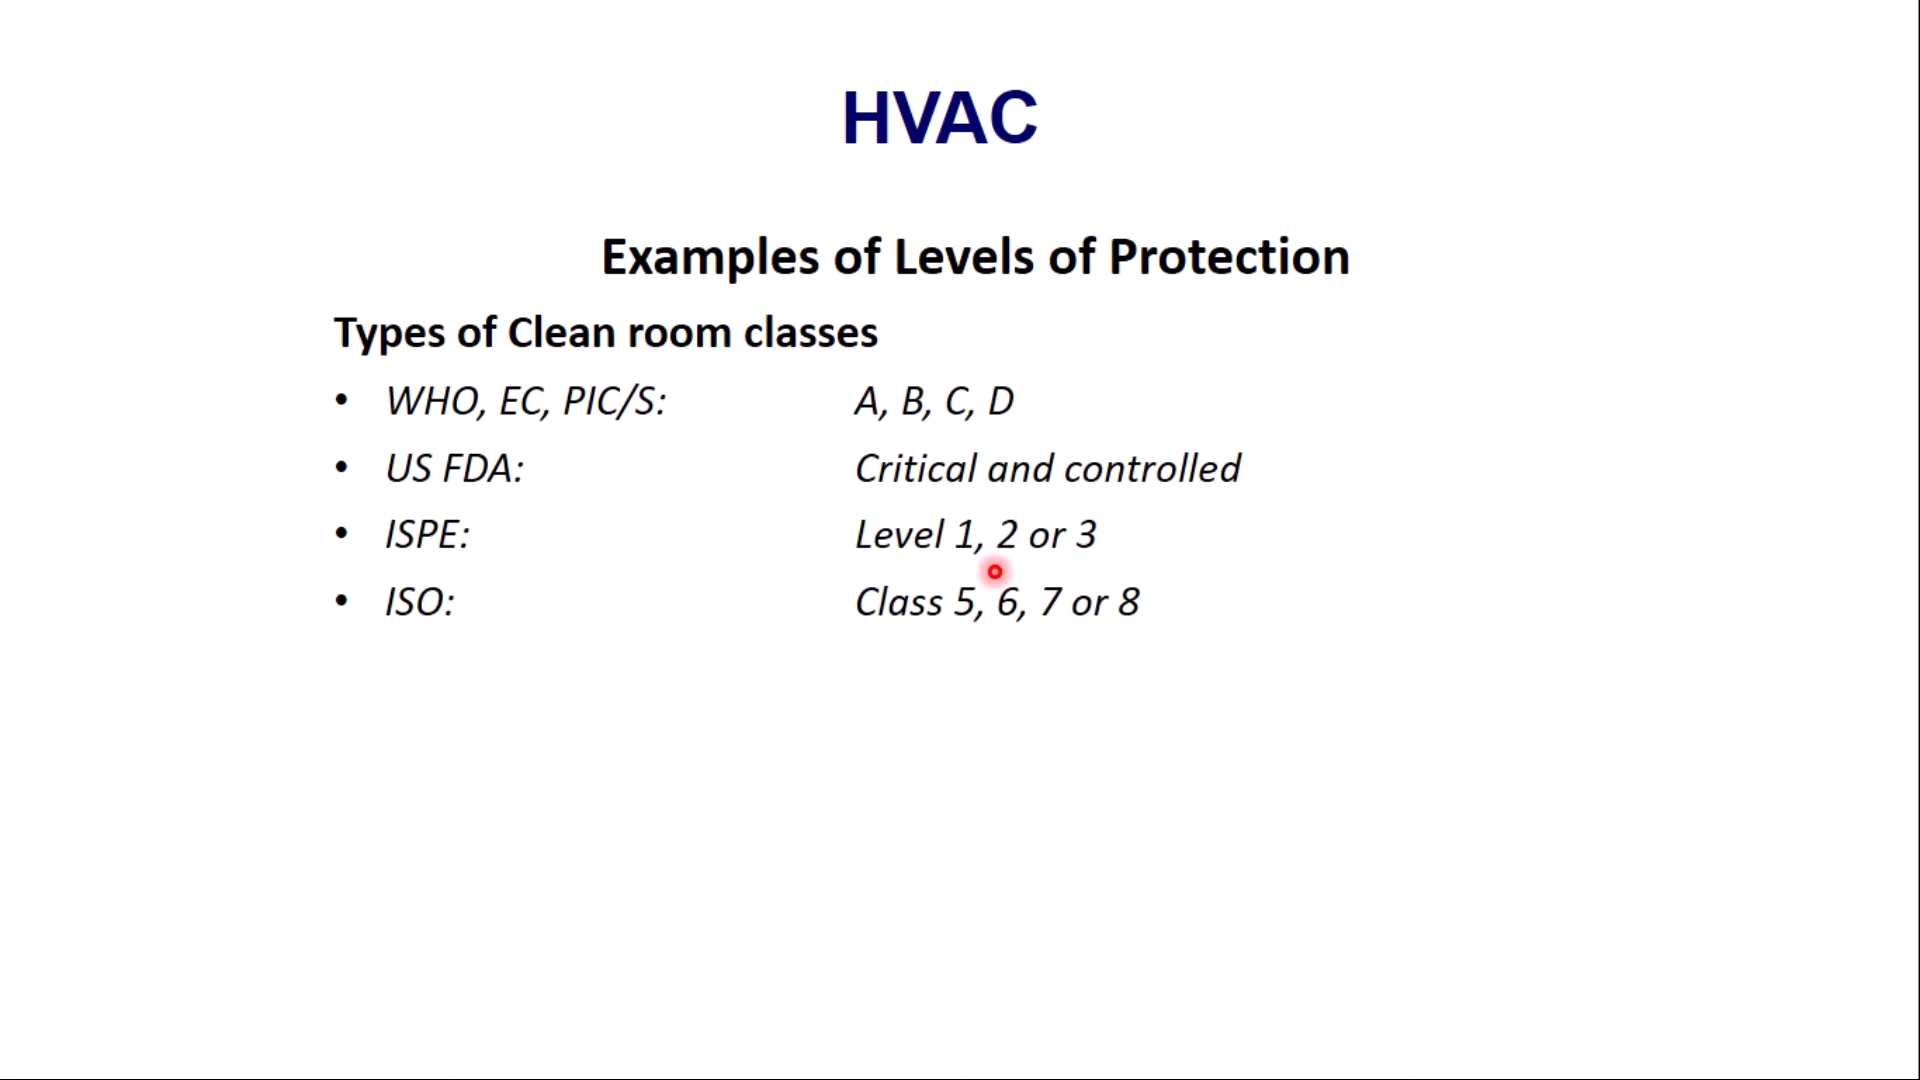 HVAC
Examples of Levels of Protection
Types of Clean room classes
• WHO, EC, PIC/S: A, B, C, D
• US FDA: Critical and controlled
• ISPE: Level 1, 2 or 3
• ISO: Class 5, 6, 7 or 8